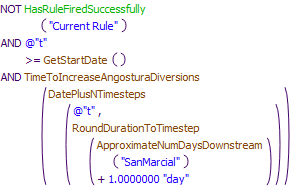 NOT HasRuleFiredSuccessfully
( "Current Rule" )
AND @"t"
>= GetStartDate ( )
AND TimeToIncreaseAngosturaDiversions
( DatePlusNTimesteps
( @"t" ,
RoundDurationToTimestep
( ApproximateNumDaysDownstream
( "SanMarcial" )
+ 1.0000000 "day" ) ) )